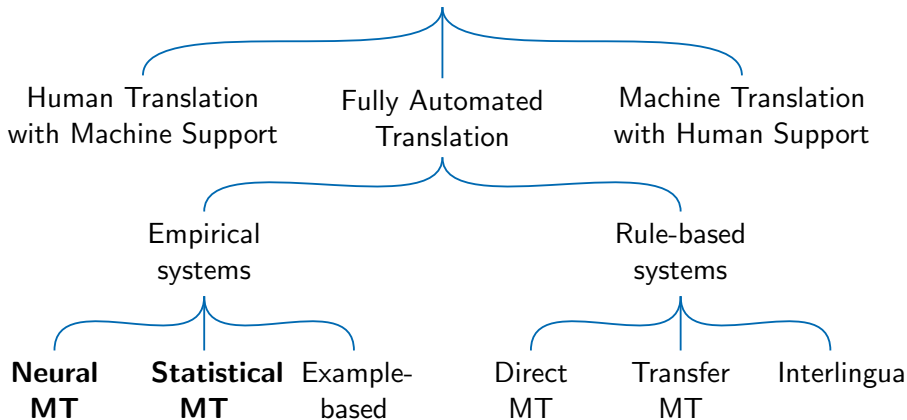 Human Translation
with Machine Support
Fully Automated
Translation
Machine Translation
with Human Support
Empirical
systems
Rule-based
systems
Neural
MT
Statistical
MT
Example-
based
Direct
MT
Transfer
MT
Interlingua